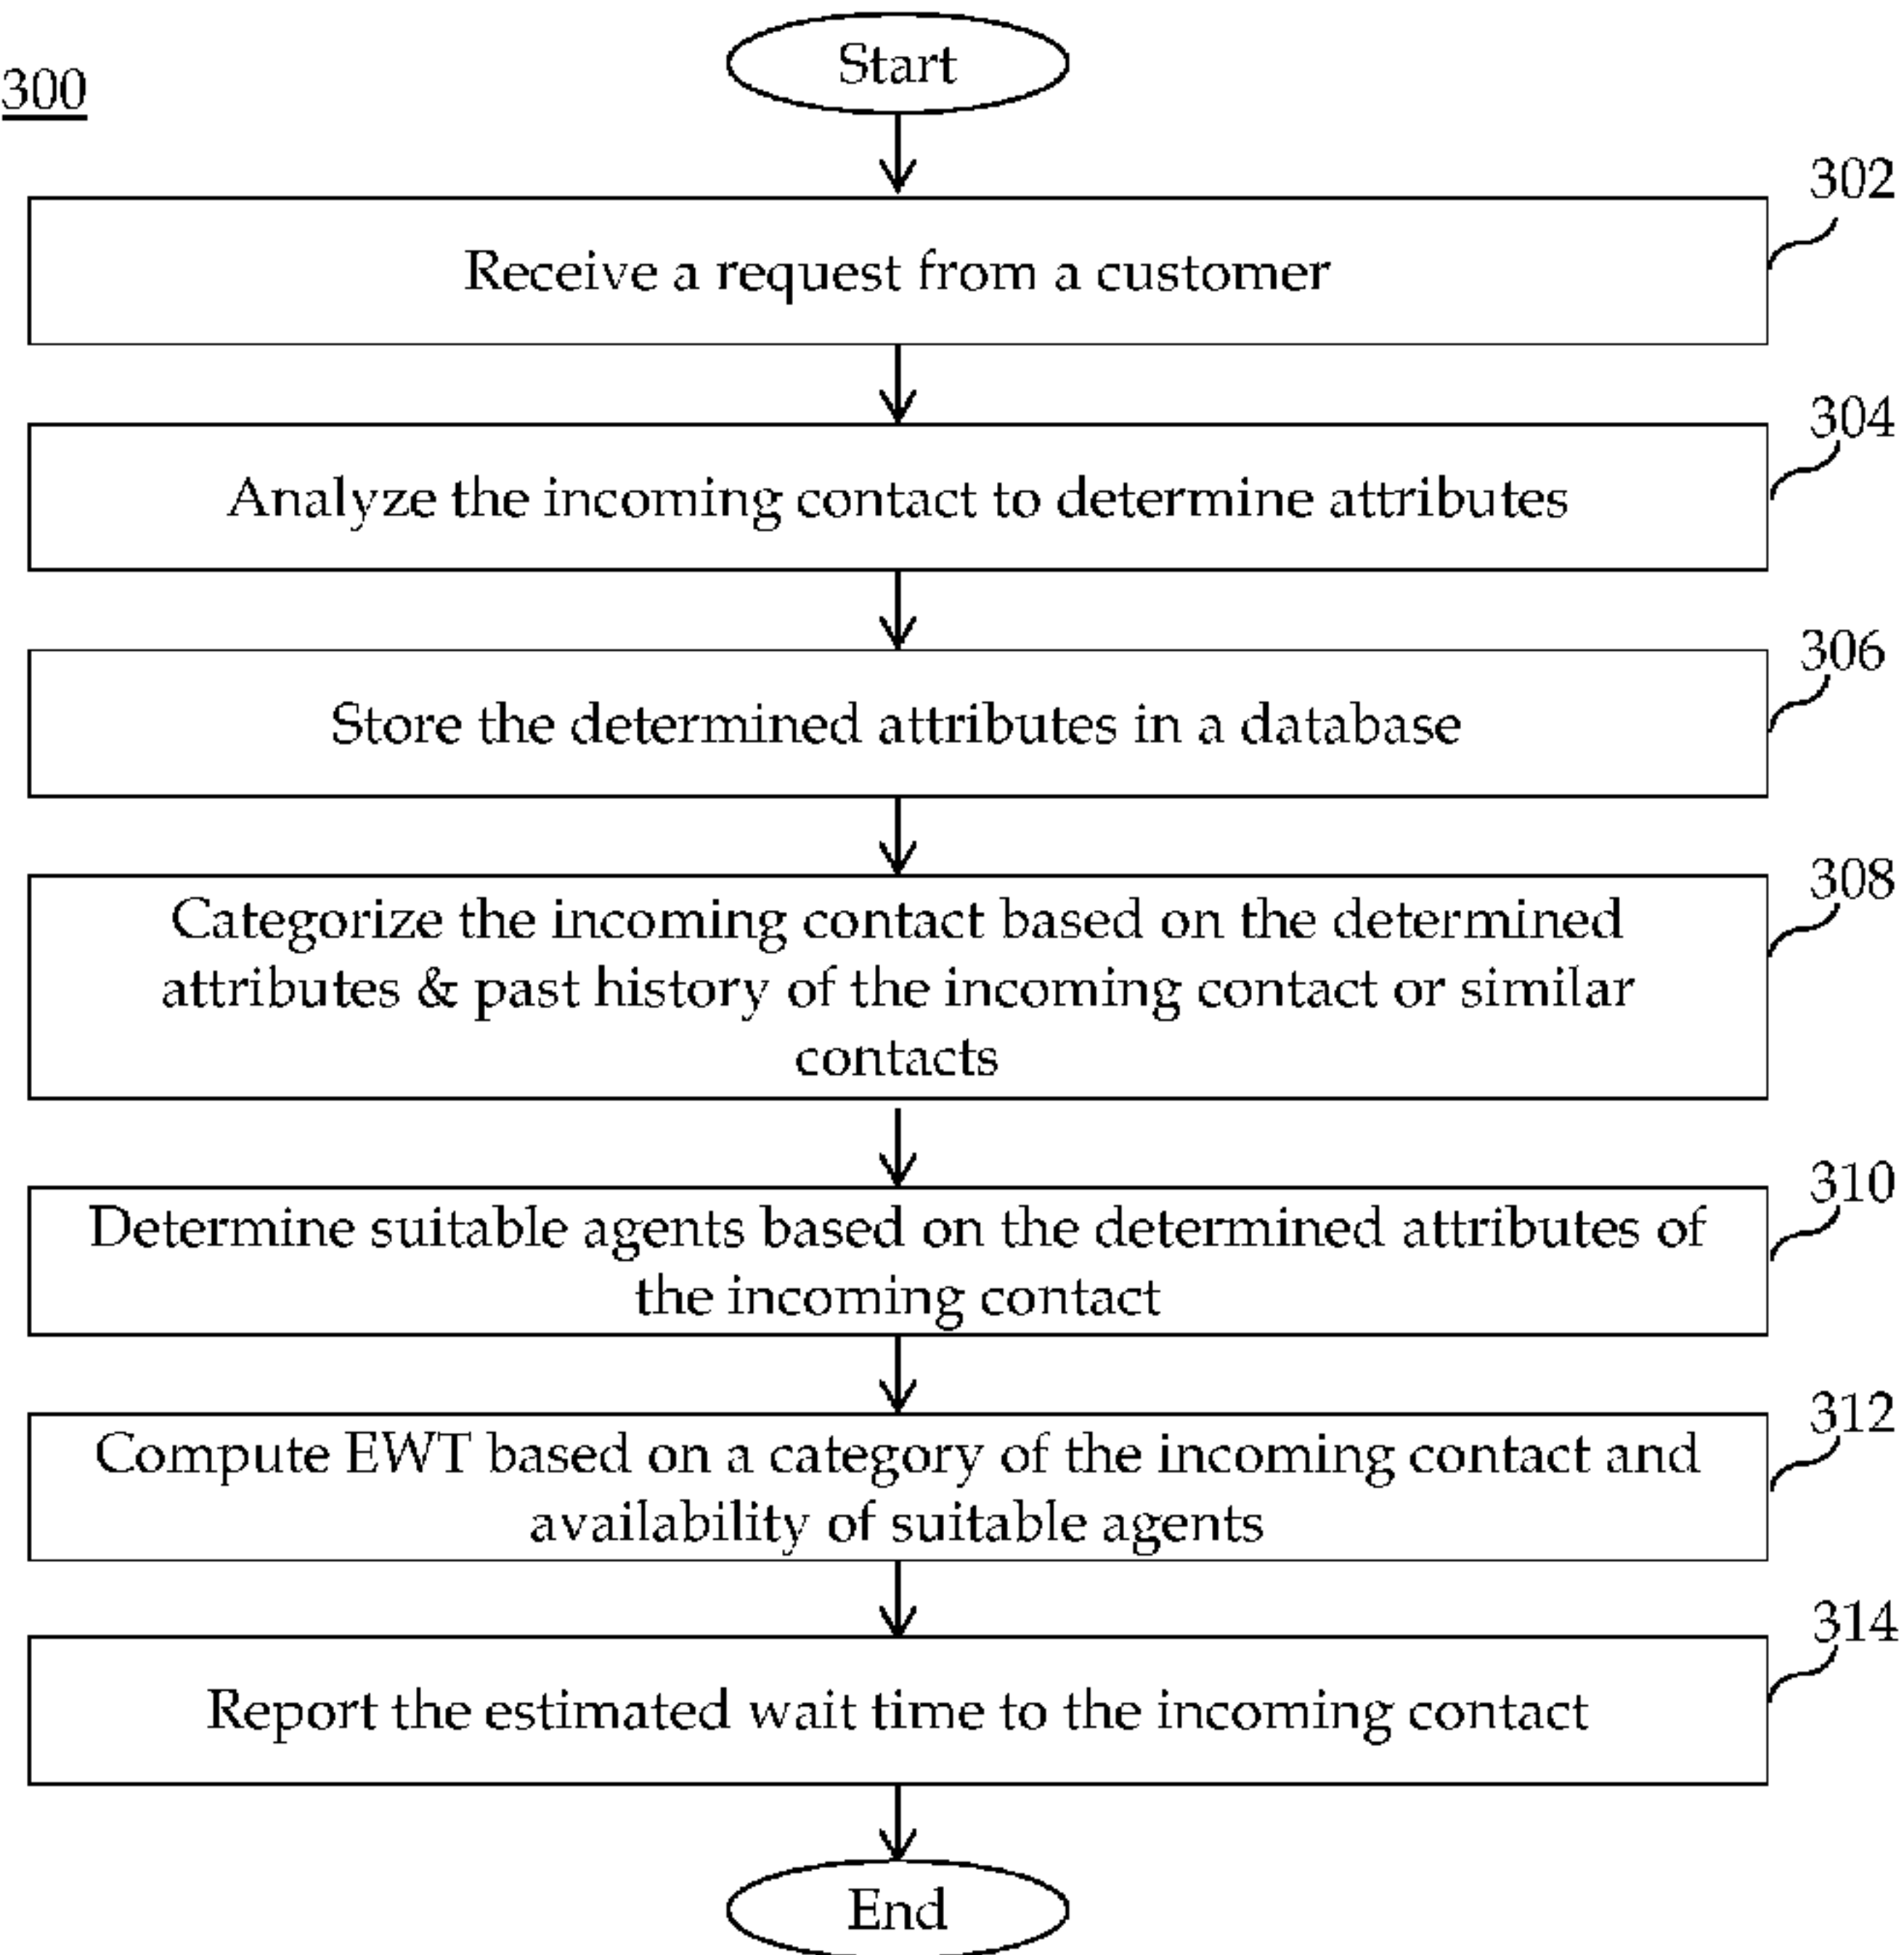 300
Start
302
Receive a request from a customer
304
Analyze the incoming contact to determine attributes
306
Store the determined attributes in a database
308
Categorize the incoming contact based on the determined
attributes & past history of the incoming contact or similar
contacts
310
Determine suitable agents based on the determined attributes of
the incoming contact
312
Compute EWT based on a category of the incoming contact and
availability of suitable agents
314
Report the estimated wait time to the incoming contact
End